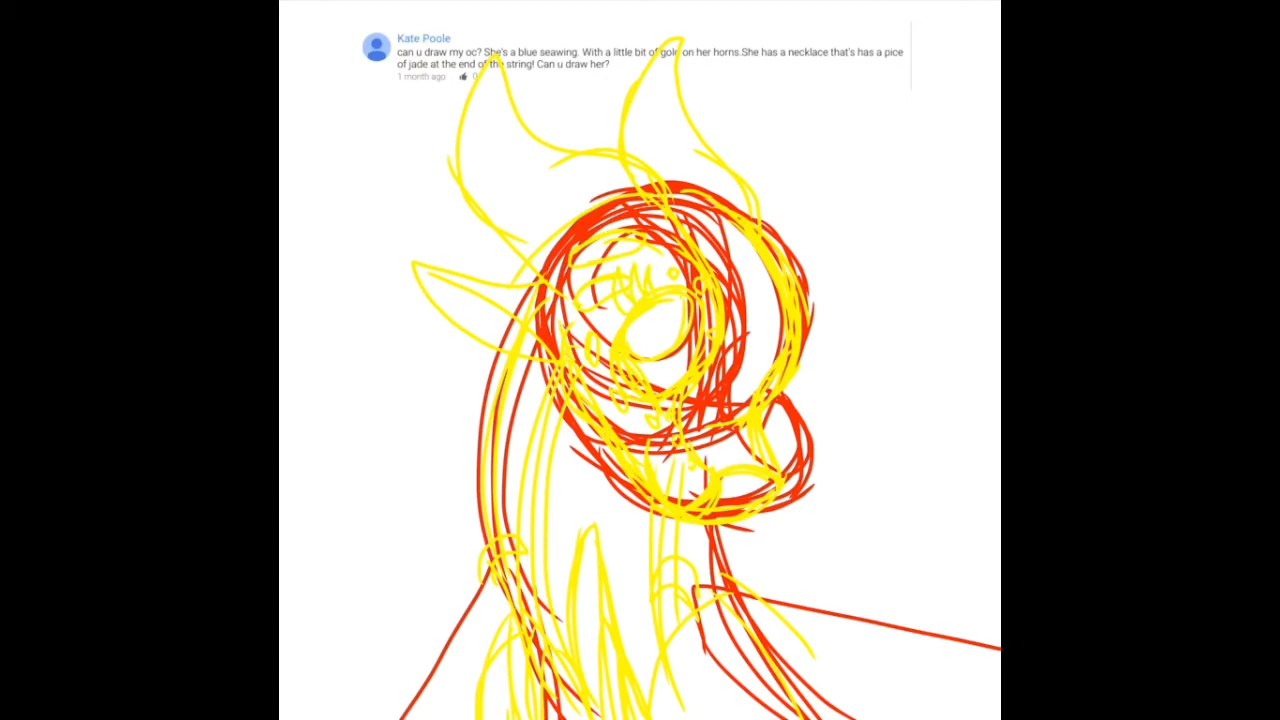 Kate Poole
can u draw my oc? She's a blue seawing. With a little bit of gold on her horns.She has a necklace that's has a pice
of jade at the end of the string! Can u draw her?
1 month ago